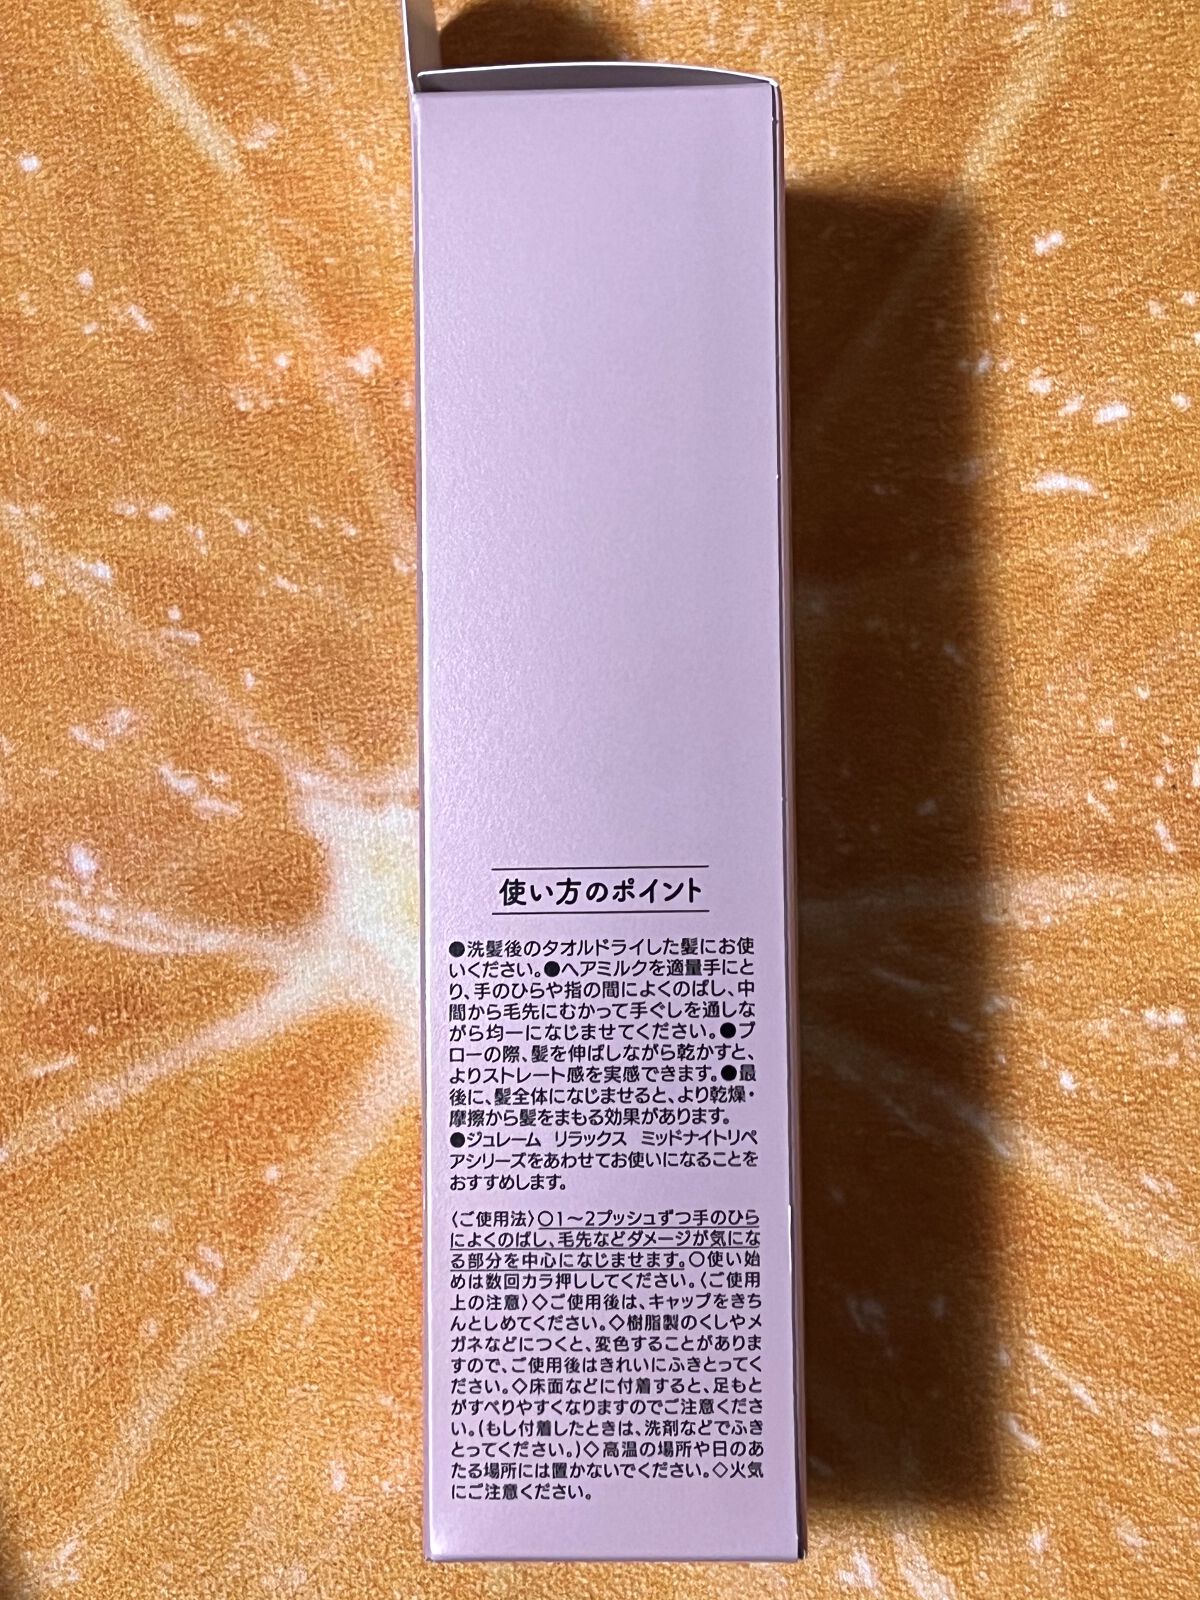 使い方のポイント
●洗髪後のタオルドライした髪にお使
いください。●ヘアミルクを適量手にと
り、手のひらや指の間によくのばし、中
間から毛先にむかって手ぐしを通しな
がら均一になじませてください。●ブ
ローの際、髪を伸ばしながら乾かすと、
よりストレート感を実感できます。●最
後に、髪全体になじませると、より乾燥・
摩擦から髪をまもる効果があります。
●ジュレーム リラックス ミッドナイトリペ
アシリーズをあわせてお使いになることを
おすすめします。
〈ご使用法〉○1～2プッシュずつ手のひら
によくのばし、毛先などダメージが気にな
る部分を中心になじませます。○使い始
めは数回カラ押ししてください。〈ご使用
上の注意〉◇ご使用後は、キャップをきち
んとしめてください。◇樹脂製のくしやメ
ガネなどにつくと、変色することがありま
すので、ご使用後はきれいにふきとってく
ださい。◇床面などに付着すると、足もと
がすべりやすくなりますのでご注意くださ
い。(もし付着したときは、洗剤などでふき
とってください。)◇高温の場所や日のあ
たる場所には置かないでください。◇火気
にご注意ください。